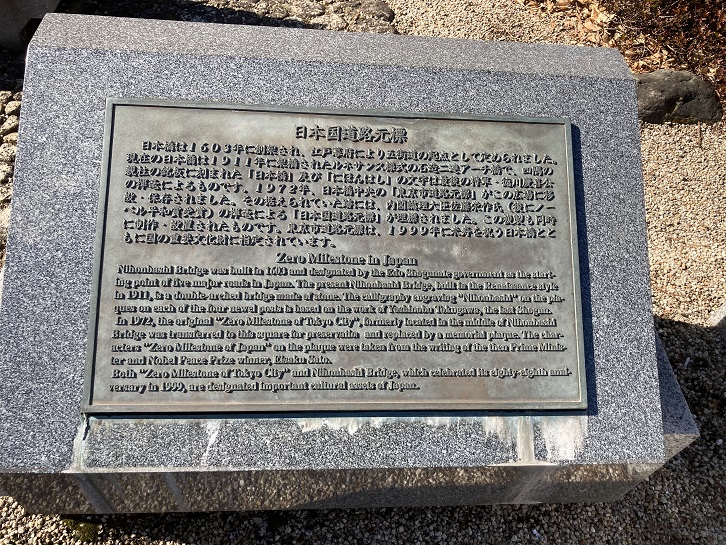 日本国道路元標
日本橋は1603年に創架され、江戸幕府により五街道の起点として定められました。
現在の日本橋は1911年に架橋されたルネサンス様式の石造二連アーチ橋で、四隅の
親柱の銘板に刻まれた「日本橋」及び「にほんばし」の文字は最後の将軍・徳川慶喜公
の揮毫によるものです。1972年、日本橋中央の「東京市道路元標」がこの広場に移
設・保存されました。その据えられていた跡には、内閣総理大臣佐藤栄作氏（後にノー
ベル平和賞受賞）の揮毫による「日本国道路元標」が埋標されました。この複製も同時
に制作・設置されたものです。東京市道路元標は、1999年に米寿を祝う日本橋とと
もに国の重要文化財に指定されています。
Zero Milestone in Japan
Nihonbashi Bridge was built in 1603 and designated by the Edo Shogunate government as the start-
ing point of five major roads in Japan. The present Nihonbashi Bridge, built in the Renaissance style
in 1911, is a double-arched bridge made of stone. The calligraphy engraving "Nihonbashi" on the pla-
ques on each of the four newel posts is based on the work of Yoshinobu Tokugawa, the last Shogun.
In 1972, the original "Zero Milestone of Tokyo City", formerly located in the middle of Nihonbashi
Bridge was transferred to this square for preservation and replaced by a memorial plaque. The char-
acters "Zero Milestone of Japan" on the plaque were taken from the writing of the then Prime Minis-
ter and Nobel Peace Prize winner, Eisaku Sato.
Both "Zero Milestone of Tokyo City" and Nihonbashi Bridge, which celebrated its eighty-eighth anni-
versary in 1999, are designated important cultural assets of Japan.